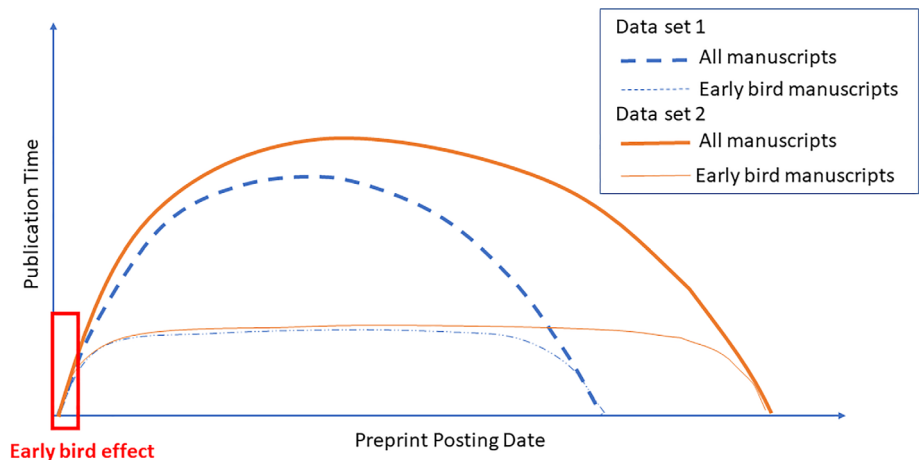 Data set 1
All manuscripts
Early bird manuscripts
Data set 2
All manuscripts
Early bird manuscripts
Publication Time
Preprint Posting Date
Early bird effect